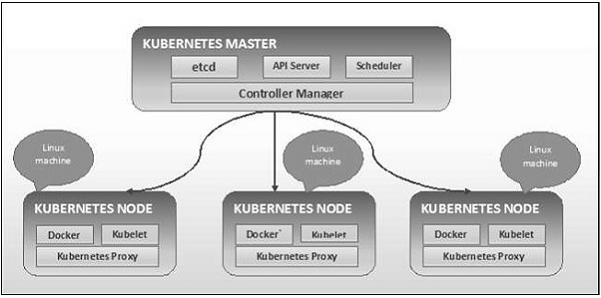 KUBERNETES MASTER
etcd
API Server
Scheduler
Controller Manager
Linux
machine
Linux
machine
Linux
machine
KUBERNETES NODE
Docker
Kubelet
Kubernetes Proxy
KUBERNETES NODE
Docker`
Kubelet
Kubernetes Proxy
KUBERNETES NODE
Docker
Kubelet
Kubernetes Proxy